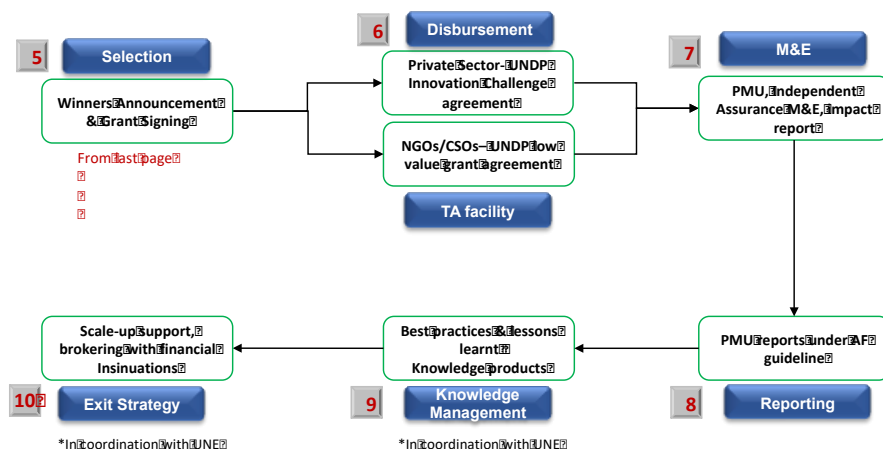 5
Selection
Winners Announcement
& Grant Signing
From last page
6
Disbursement
Private Sector- UNDP
Innovation Challenge
agreement
NGOs/CSOs– UNDP low
value grant agreement
TA facility
7
M&E
PMU, Independent
Assurance M&E, Impact
report
PMU reports under AF
guideline
8
Reporting
Best practices & lessons
learnt
Knowledge products
9
Knowledge
Management
*In coordination with UNE
Scale-up support,
brokering with financial
Insinuations
10
Exit Strategy
*In coordination with UNE